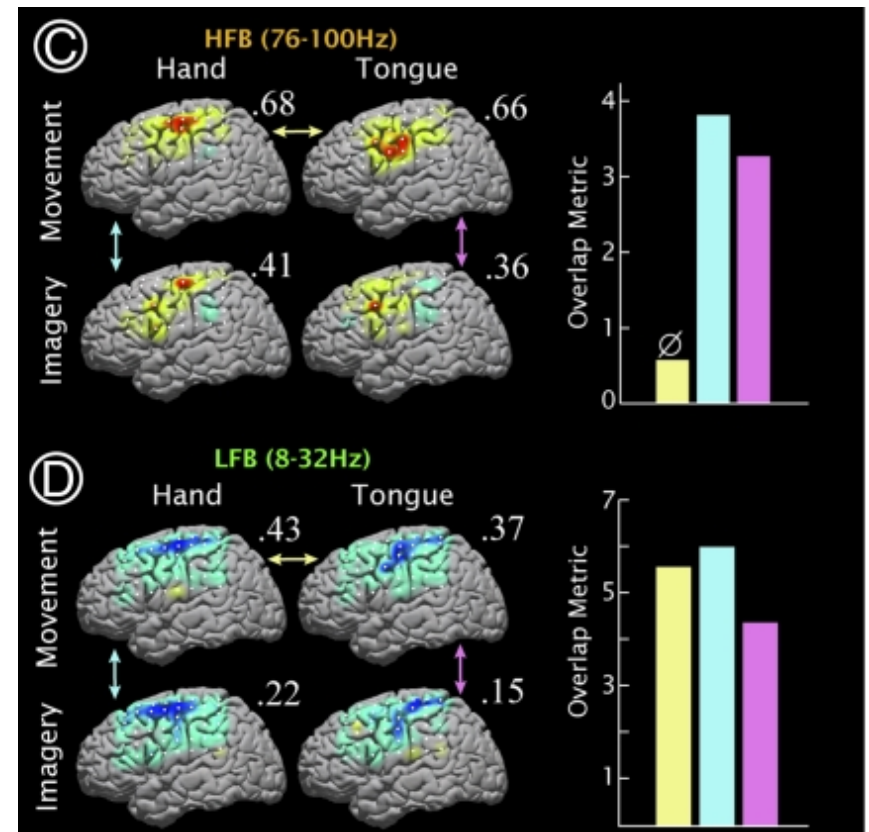 Ⓒ
HFB (76-100Hz)
Hand Tongue
Movement
.68 .66
Imagery
.41 .36
Overlap Metric
4
3
2
1
0
∅
Ⓓ
LFB (8-32Hz)
Hand Tongue
Movement
.43 .37
Imagery
.22 .15
Overlap Metric
7
5
3
1